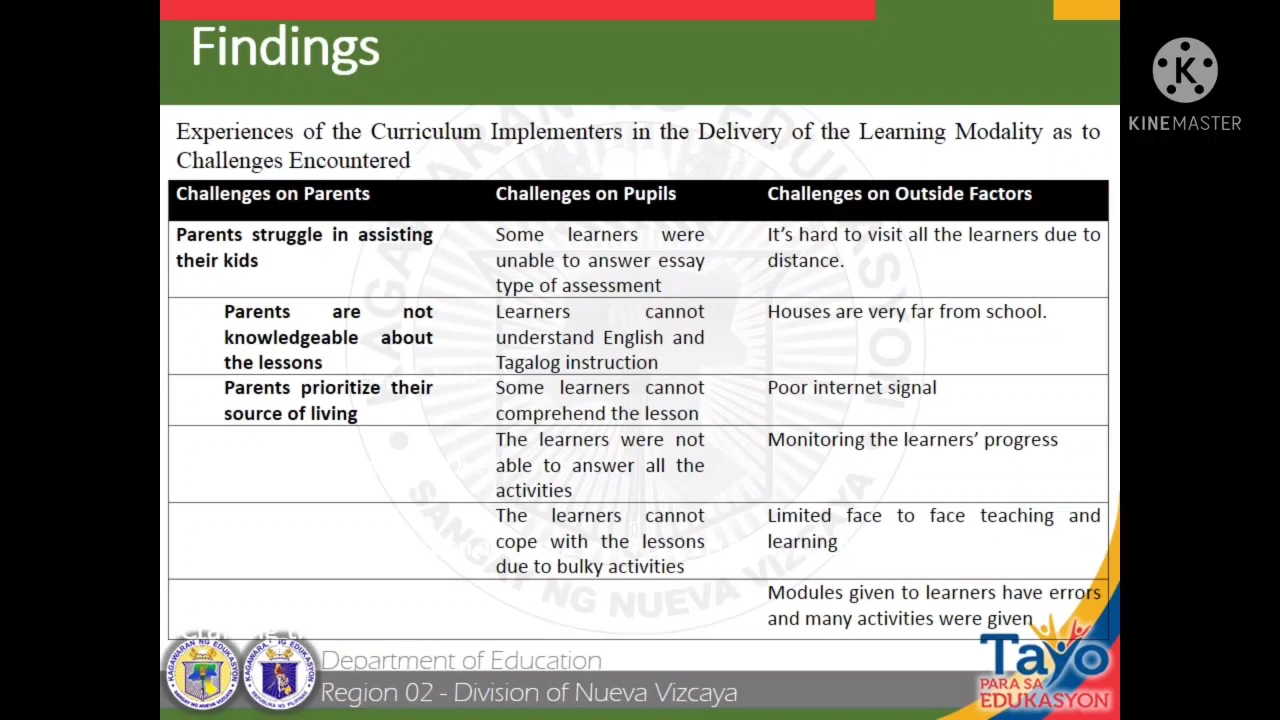 Findings
KINEMASTER
Experiences of the Curriculum Implementers in the Delivery of the Learning Modality as to
Challenges Encountered
Challenges on Parents
Challenges on Pupils
Challenges on Outside Factors
Parents struggle in assisting
their kids
Some learners were
unable to answer essay
type of assessment
It's hard to visit all the learners due to
distance.
Parents are not
knowledgeable about
the lessons
Learners cannot
understand English and
Tagalog instruction
Houses are very far from school.
Parents prioritize their
source of living
Some learners cannot
comprehend the lesson
Poor internet signal
The learners were not
able to answer all the
activities
Monitoring the learners' progress
The learners cannot
cope with the lessons
due to bulky activities
Limited face to face teaching and
learning
Modules given to learners have errors
and many activities were given
Department of Education
Region 02 - Division of Nueva Vizcaya
Tayo
PARA SA
EDUKASYON
KAGAWARAN NG EDUKASYON
SANGAY NG NUEVA VIZCAYA